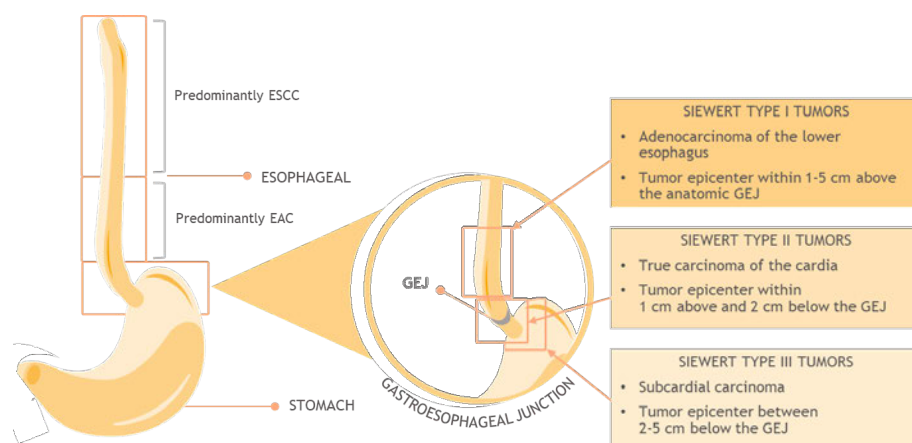 Predominantly ESCC
ESOPHAGEAL
Predominantly EAC
STOMACH
GEJ
GASTROESOPHAGEAL JUNCTION
SIEWERT TYPE I TUMORS
• Adenocarcinoma of the lower
esophagus
• Tumor epicenter within 1-5 cm above
the anatomic GEJ
SIEWERT TYPE II TUMORS
• True carcinoma of the cardia
• Tumor epicenter within
1 cm above and 2 cm below the GEJ
SIEWERT TYPE III TUMORS
• Subcardial carcinoma
• Tumor epicenter between
2-5 cm below the GEJ